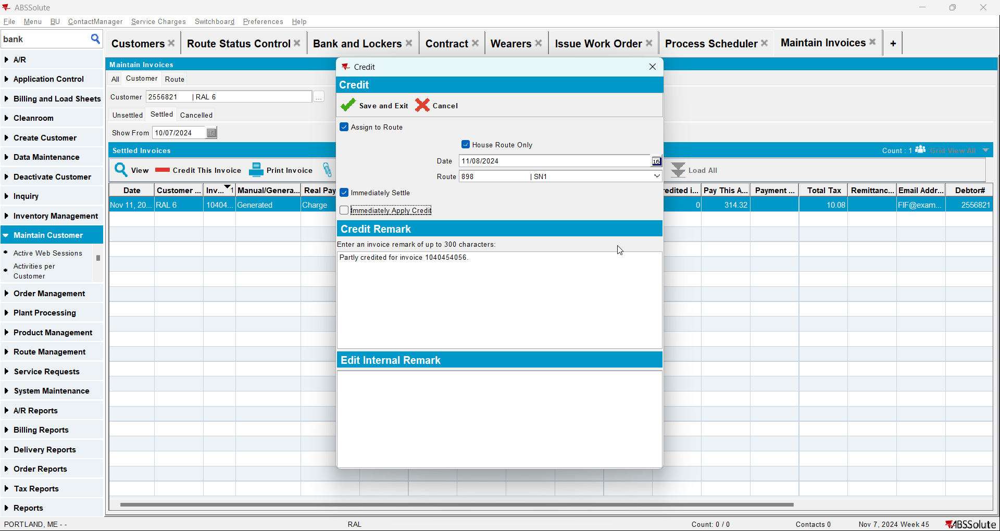 ABSSolute
File Menu BU ContactManager Service Charges Switchboard Preferences Help
bank
Customers Route Status Control Bank and Lockers Contract Wearers Issue Work Order Process Scheduler Maintain Invoices +
A/R
Application Control
Billing and Load Sheets
Cleanroom
Create Customer
Data Maintenance
Deactivate Customer
Inquiry
Inventory Management
Maintain Customer
Active Web Sessions
Activities per
Customer
Order Management
Plant Processing
Product Management
Route Management
Service Requests
System Maintenance
A/R Reports
Billing Reports
Delivery Reports
Order Reports
Tax Reports
Reports
Maintain Invoices
All Customer Route
Customer 2556821 | RAL 6 ...
Unsettled Settled Cancelled
Show From 10/07/2024 16
Settled Invoices Count : 1 Grid View All
View Credit This Invoice Print Invoice Load All
Date Customer ... Inv... 1 Manual/Genera... Real Pay redited i... Pay This A... Payment ... Total Tax Remittanc... Email Addr... Debtor#
Nov 11, 20... RAL 6 10404... Generated Charge 0 314.32 10.08 FIF@exam... 2556821
Credit
Credit
Save and Exit Cancel
Assign to Route
House Route Only
Date 11/08/2024 16
Route 898 | SN1
Immediately Settle
Immediately Apply Credit
Credit Remark
Enter an invoice remark of up to 300 characters:
Partly credited for invoice 1040454056.
Edit Internal Remark
PORTLAND, ME - - RAL Count: 0 / 0 Contacts 0 Nov 7, 2024 Week 45 ABSSolute